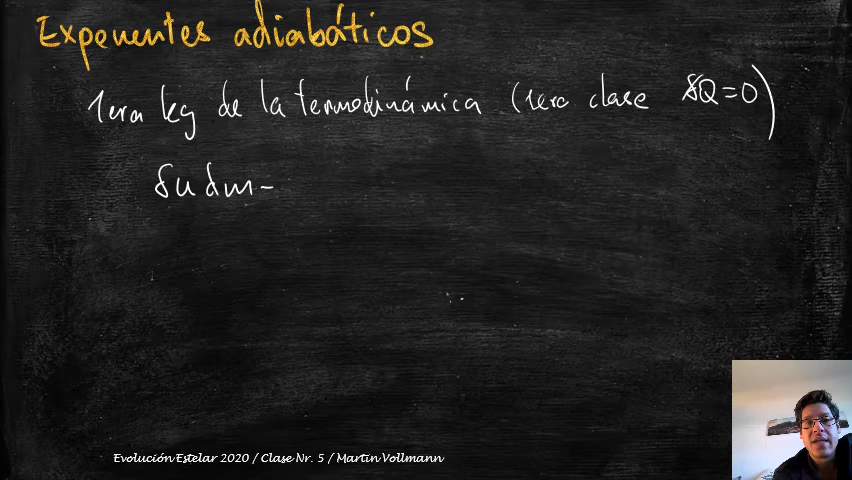 Exponentes adiabáticos
1era ley de la termodinámica (1era clase δQ=0)
δu dm =
Evolución Estelar 2020 / Clase Nr. 5 / Martin Vollmann